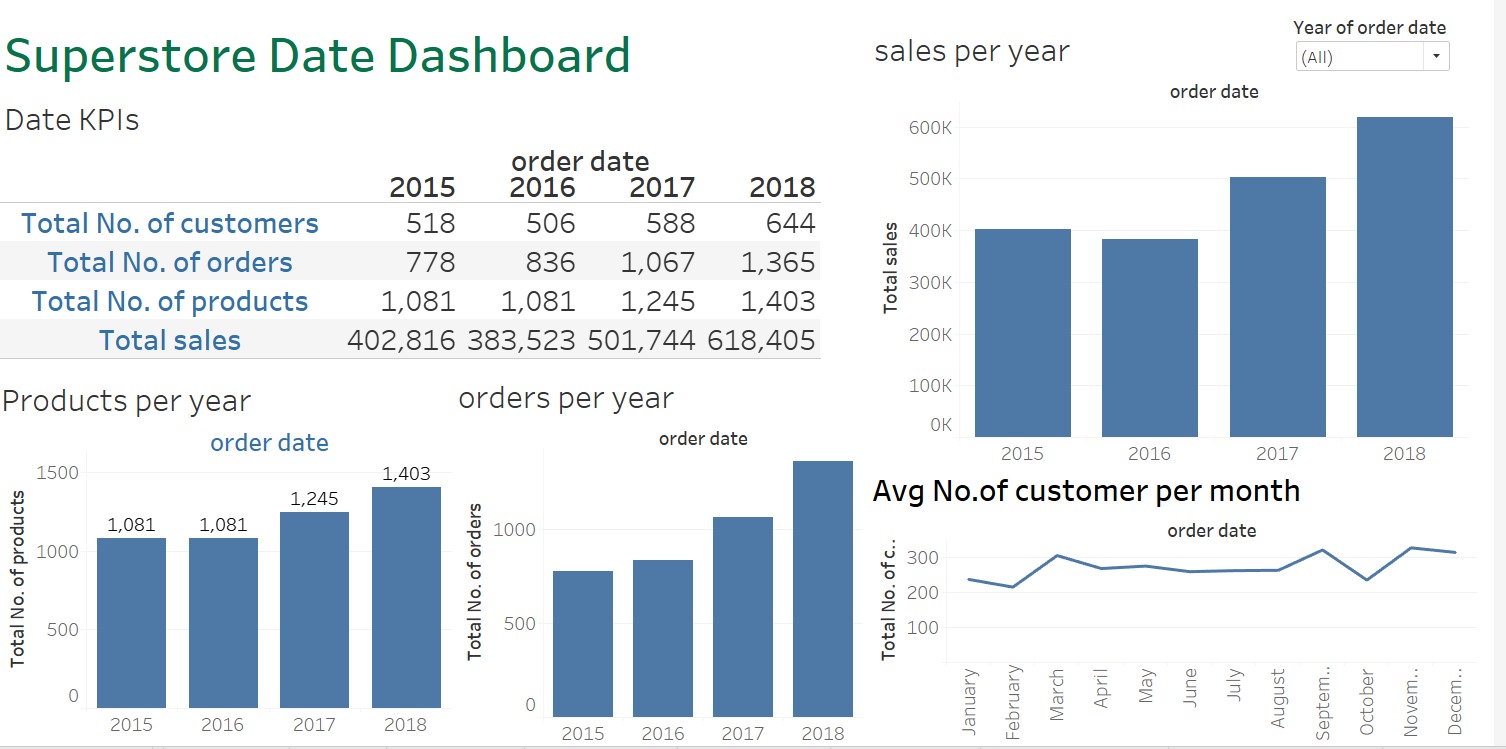 Superstore Date Dashboard
Date KPIs
order date
2015 2016 2017 2018
Total No. of customers 518 506 588 644
Total No. of orders 778 836 1,067 1,365
Total No. of products 1,081 1,081 1,245 1,403
Total sales 402,816 383,523 501,744 618,405
sales per year
Year of order date
(All)
order date
Total sales
600K
500K
400K
300K
200K
100K
0K
2015 2016 2017 2018
Products per year
order date
Total No. of products
1500
1000
500
0
1,081 1,081 1,245 1,403
2015 2016 2017 2018
orders per year
order date
Total No. of orders
1000
500
0
2015 2016 2017 2018
Avg No.of customer per month
order date
Total No. of c..
300
200
100
January February March April May June July August Septem.. October Novem.. Decem..